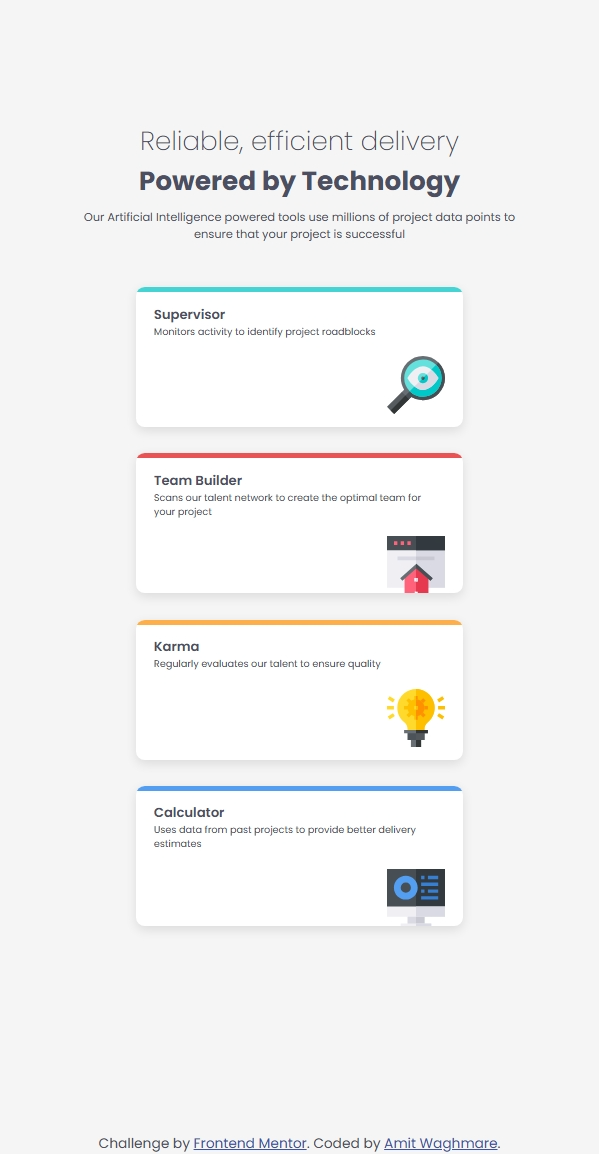 Reliable, efficient delivery
Powered by Technology
Our Artificial Intelligence powered tools use millions of project data points to
ensure that your project is successful
Supervisor
Monitors activity to identify project roadblocks
Team Builder
Scans our talent network to create the optimal team for
your project
Karma
Regularly evaluates our talent to ensure quality
Calculator
Uses data from past projects to provide better delivery
estimates
Challenge by Frontend Mentor. Coded by Amit Waghmare.